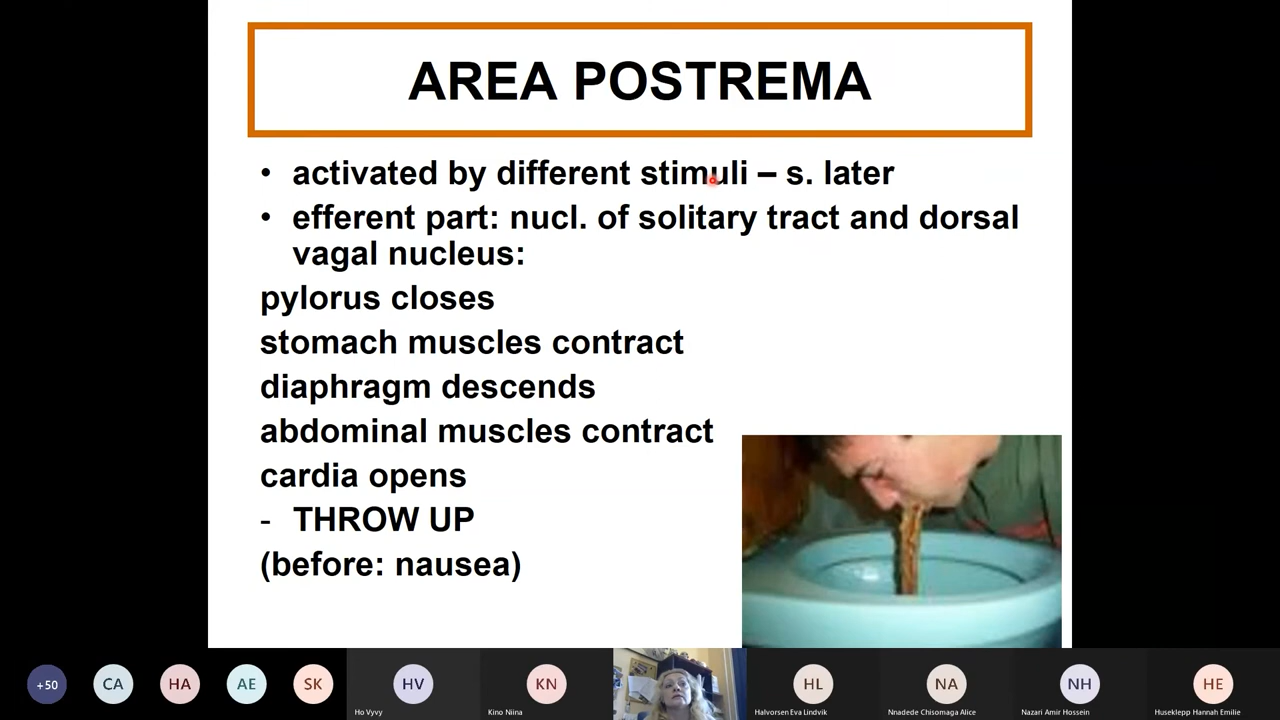 AREA POSTREMA
• activated by different stimuli – s. later
• efferent part: nucl. of solitary tract and dorsal
vagal nucleus:
pylorus closes
stomach muscles contract
diaphragm descends
abdominal muscles contract
cardia opens
- THROW UP
(before: nausea)
+50
CA
HA
AE
SK
HV
Ho Vyvy
KN
Kino Niina
HL
Halvorsen Eva Lindvik
NA
Nnadede Chisomaga Alice
NH
Nazari Amir Hossein
HE
Huseklepp Hannah Emilie